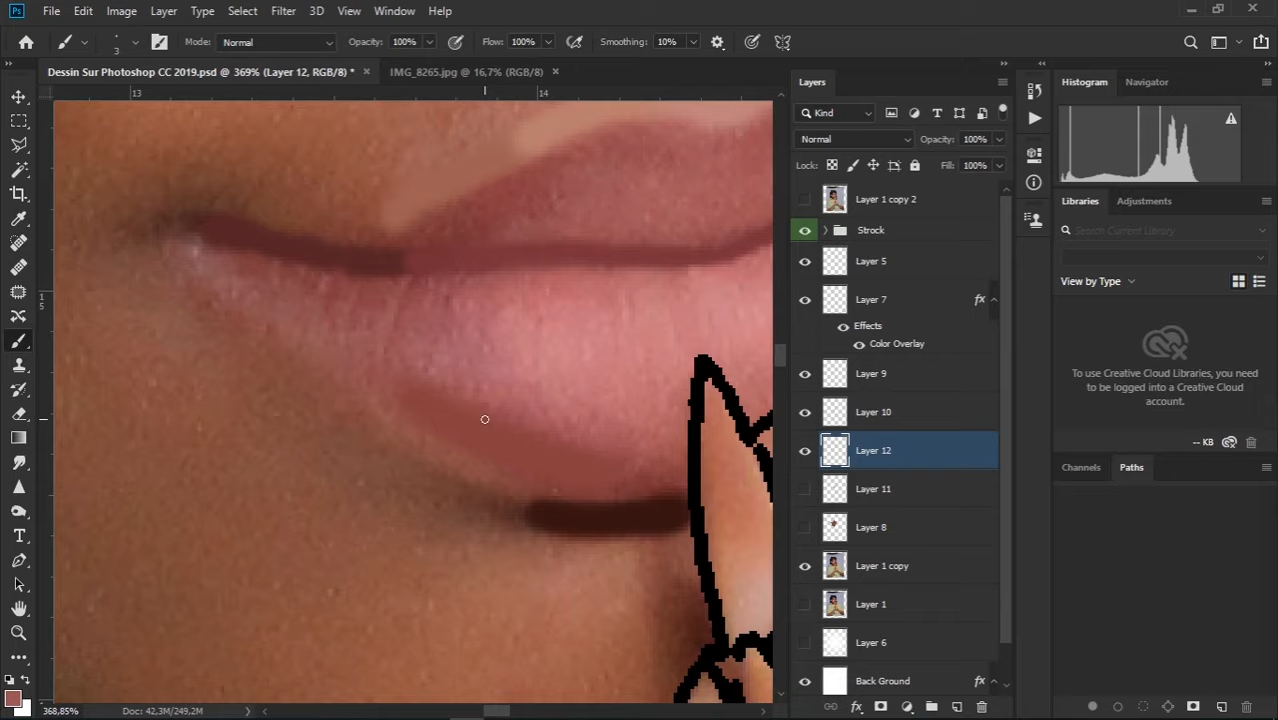 Ps File Edit Image Layer Type Select Filter 3D View Window Help
3 Mode: Normal Opacity: 100% Flow: 100% Smoothing: 10%
Dessin Sur Photoshop CC 2019.psd @ 369% (Layer 12, RGB/8) * × IMG_8265.jpg @ 16,7% (RGB/8) ×
13 14
15
Layers
Kind
Normal Opacity: 100%
Lock: Fill: 100%
Layer 1 copy 2
Strock
Layer 5
Layer 7 fx
Effects
Color Overlay
Layer 9
Layer 10
Layer 12
Layer 11
Layer 8
Layer 1 copy
Layer 1
Layer 6
Back Ground fx
Histogram Navigator
Libraries Adjustments
Search Current Library
View by Type
To use Creative Cloud Libraries, you
need to be logged into a Creative
Cloud account.
-- KB
Channels Paths
368,85% Doc: 42,3M/249,2M